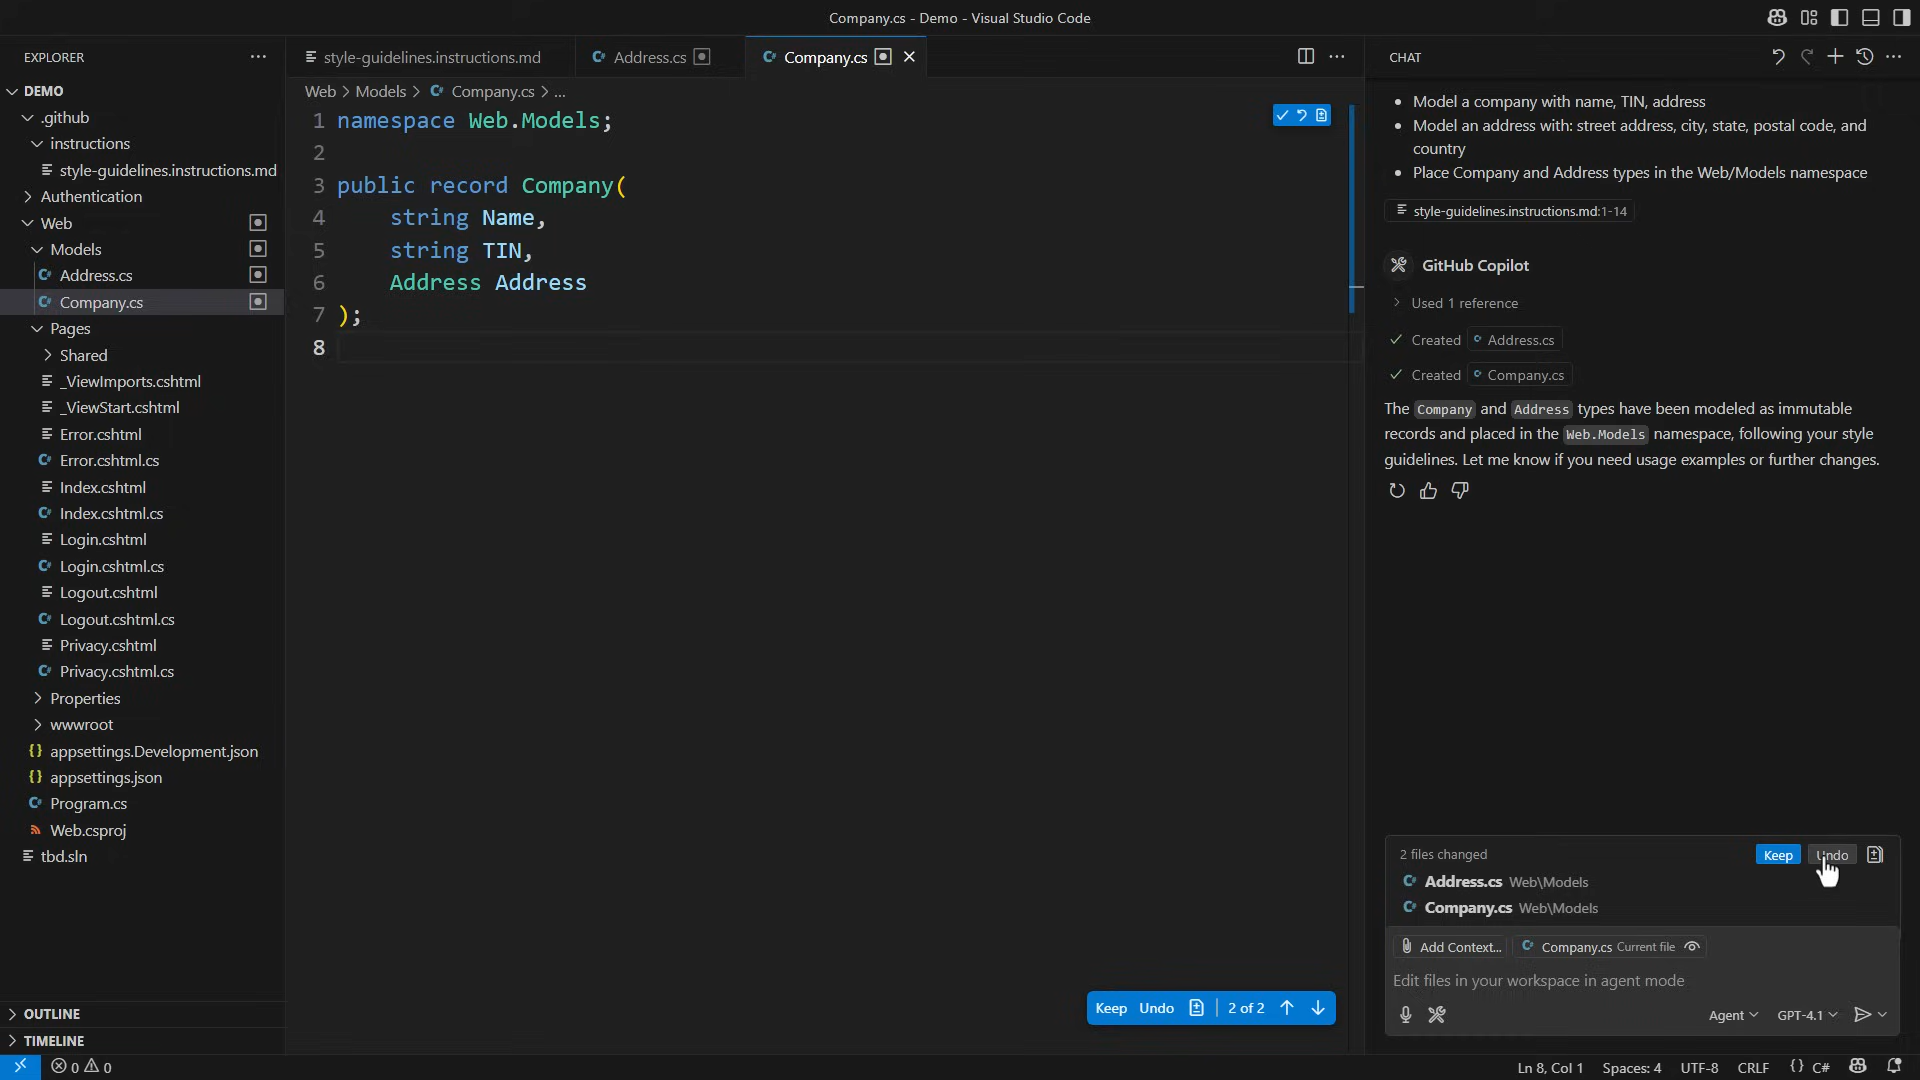 Company.cs - Demo - Visual Studio Code
EXPLORER
DEMO
.github
instructions
style-guidelines.instructions.md
Authentication
Web
Models
Address.cs
Company.cs
Pages
Shared
_ViewImports.cshtml
_ViewStart.cshtml
Error.cshtml
Error.cshtml.cs
Index.cshtml
Index.cshtml.cs
Login.cshtml
Login.cshtml.cs
Logout.cshtml
Logout.cshtml.cs
Privacy.cshtml
Privacy.cshtml.cs
Properties
wwwroot
appsettings.Development.json
appsettings.json
Program.cs
Web.csproj
tbd.sln
OUTLINE
TIMELINE
style-guidelines.instructions.md
Address.cs
Company.cs
Web > Models > Company.cs > ...
1 namespace Web.Models;
2
3 public record Company(
4 string Name,
5 string TIN,
6 Address Address
7 );
8
Keep Undo 2 of 2
CHAT
• Model a company with name, TIN, address
• Model an address with: street address, city, state, postal code, and
country
• Place Company and Address types in the Web/Models namespace
style-guidelines.instructions.md:1-14
GitHub Copilot
Used 1 reference
Created Address.cs
Created Company.cs
The Company and Address types have been modeled as immutable
records and placed in the Web.Models namespace, following your style
guidelines. Let me know if you need usage examples or further changes.
2 files changed Keep Undo
Address.cs Web\Models
Company.cs Web\Models
Add Context... Company.cs Current file
Edit files in your workspace in agent mode
Agent GPT-4.1
0 0 Ln 8, Col 1 Spaces: 4 UTF-8 CRLF {} C#